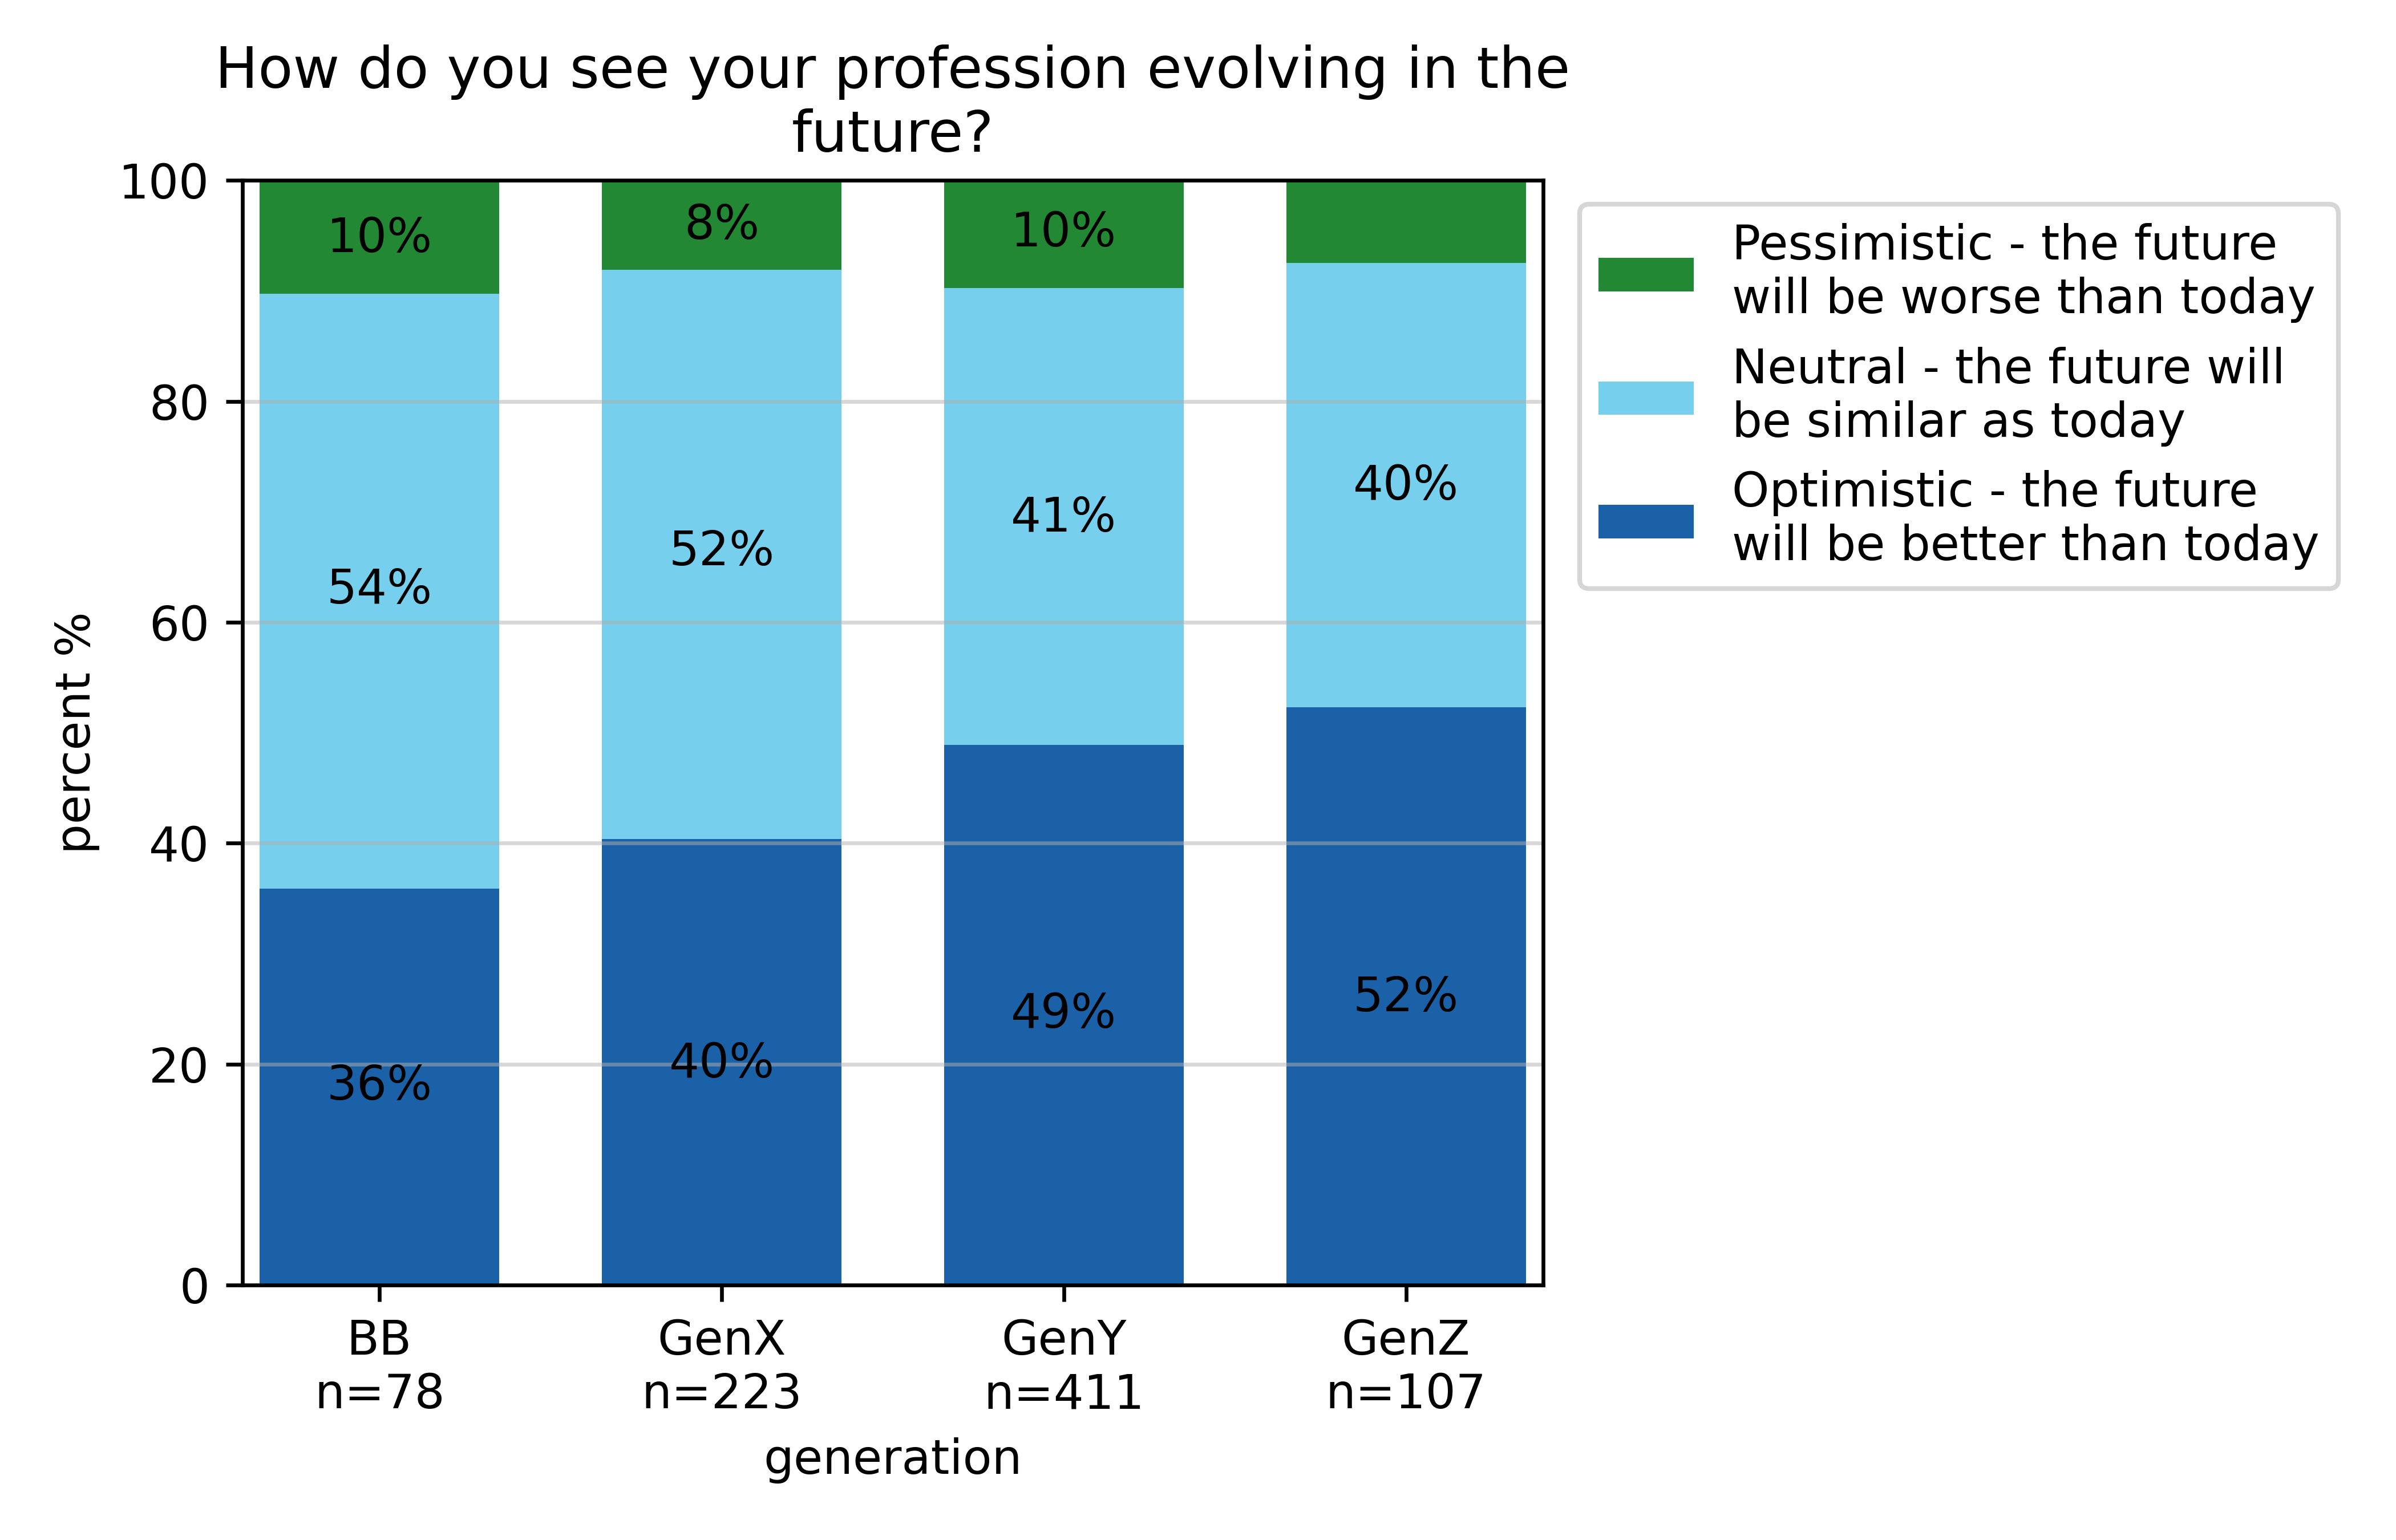 How do you see your profession evolving in the
future?
100
80
60
40
20
0
percent %
10%
8%
10%
54%
52%
41%
40%
36%
40%
49%
52%
BB
n=78
GenX
n=223
GenY
n=411
GenZ
n=107
generation
Pessimistic - the future
will be worse than today
Neutral - the future will
be similar as today
Optimistic - the future
will be better than today